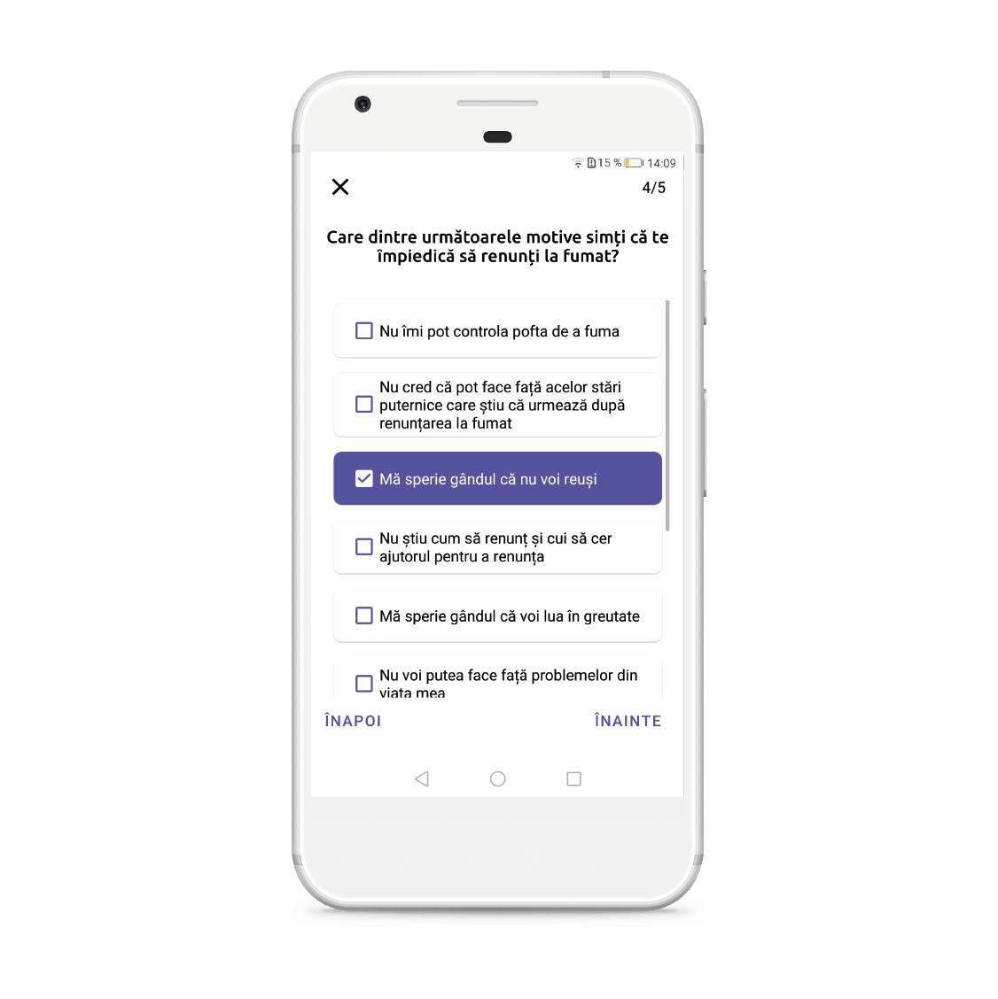 15 % 14:09
4/5
Care dintre următoarele motive simți că te
împiedică să renunți la fumat?
Nu îmi pot controla pofta de a fuma
Nu cred că pot face față acelor stări
puternice care știu că urmează după
renunțarea la fumat
Mă sperie gândul că nu voi reuși
Nu știu cum să renunț și cui să cer
ajutorul pentru a renunța
Mă sperie gândul că voi lua în greutate
Nu voi putea face față problemelor din
viața mea
ÎNAPOI ÎNAINTE